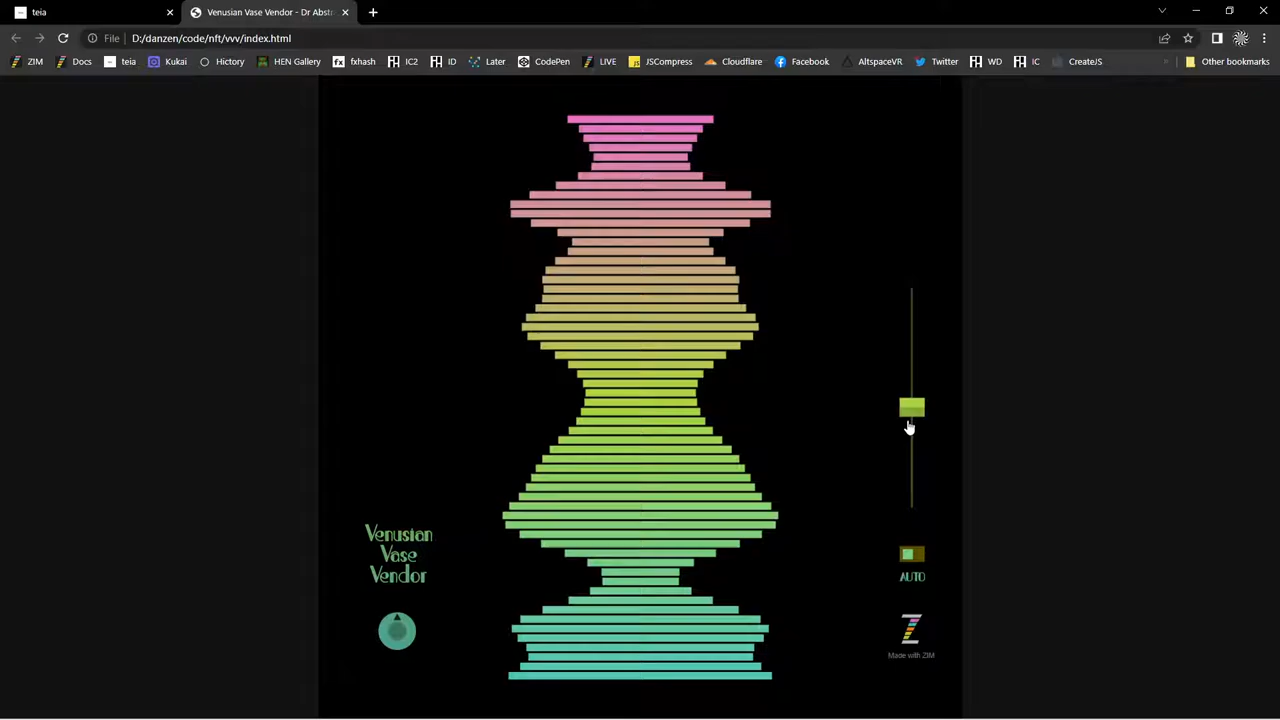 teia
Venusian Vase Vendor - Dr Abstr
File
D:/danzen/code/nft/vvv/index.html
ZIM
Docs
teia
Kukai
Hictory
HEN Gallery
fxhash
IC2
ID
Later
CodePen
LIVE
JSCompress
Cloudflare
Facebook
AltspaceVR
Twitter
WD
IC
CreateJS
Other bookmarks
Venusian
Vase
Vendor
AUTO
Made with ZIM